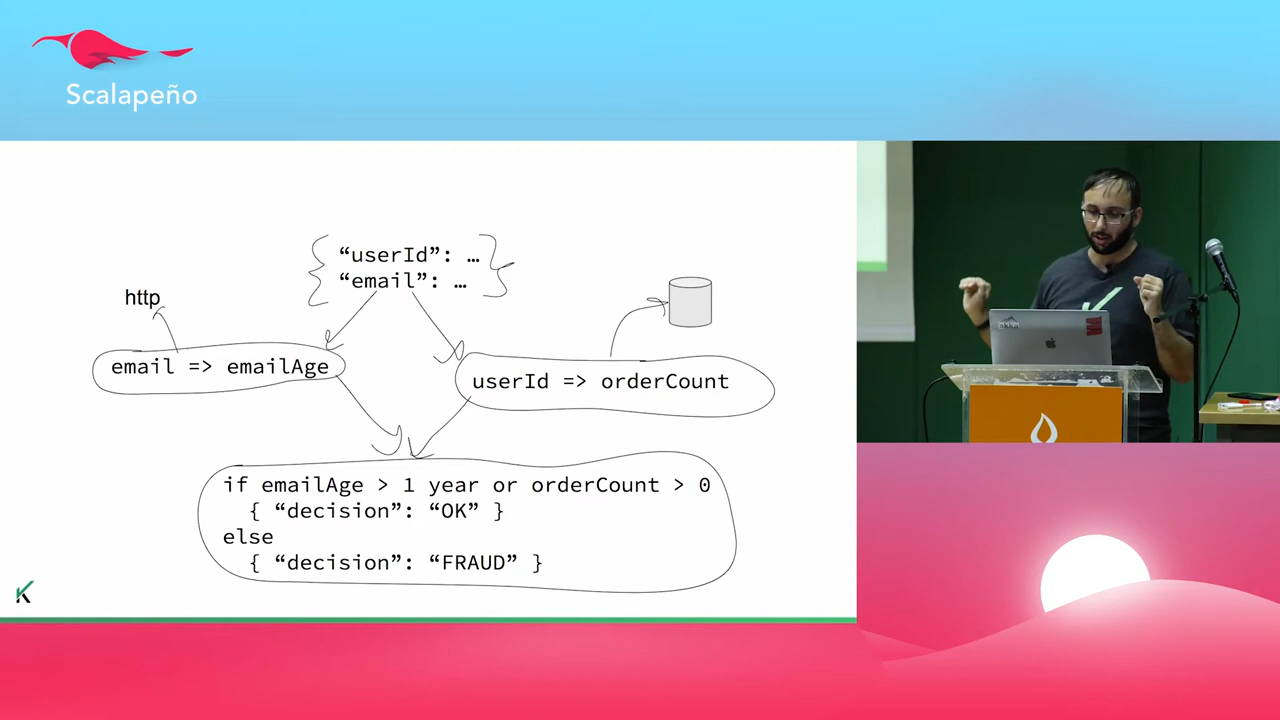 Scalapeño
“userId”: …
“email”: …
http
email => emailAge
userId => orderCount
if emailAge > 1 year or orderCount > 0
{ “decision”: “OK” }
else
{ “decision”: “FRAUD” }
K